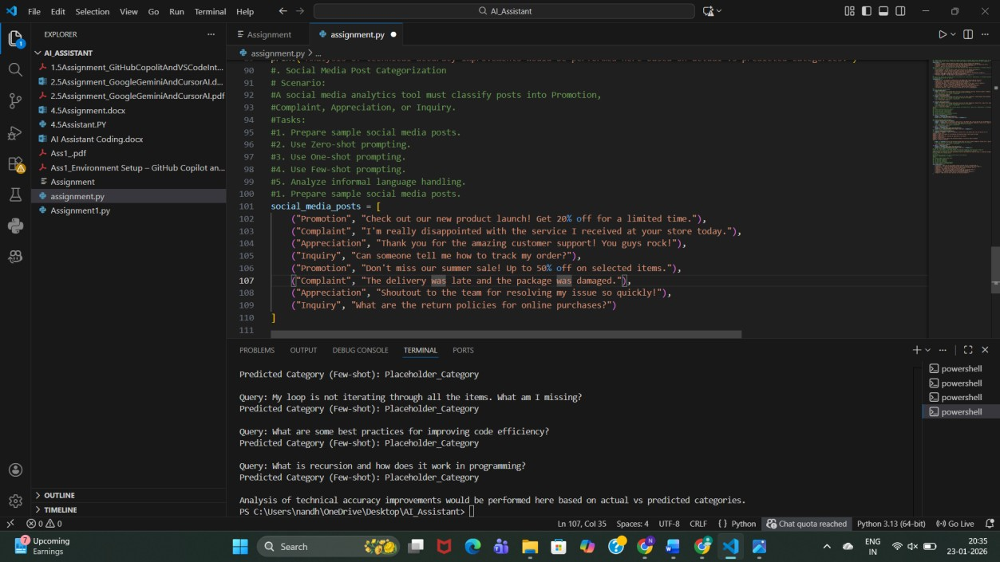 File Edit Selection View Go Run Terminal Help
AI_Assistant
EXPLORER
AI_ASSISTANT
1.5Assignment_GitHubCopolitAndVSCodeInt...
2.5Assignment_GoogleGeminiAndCursorAI.d...
2.5Assignment_GoogleGeminiAndCursorAI.pdf
4.5Assignment.docx
4.5Assistant.PY
AI Assistant Coding.docx
Ass1_.pdf
Ass1_Environment Setup – GitHub Copilot an...
Assignment
assignment.py
Assignment1.py
OUTLINE
TIMELINE
Assignment
assignment.py
assignment.py > ...
90 #. Social Media Post Categorization
91 # Scenario:
92 #A social media analytics tool must classify posts into Promotion,
93 #Complaint, Appreciation, or Inquiry.
94 #Tasks:
95 #1. Prepare sample social media posts.
96 #2. Use Zero-shot prompting.
97 #3. Use One-shot prompting.
98 #4. Use Few-shot prompting.
99 #5. Analyze informal language handling.
100 #1. Prepare sample social media posts.
101 social_media_posts = [
102 ("Promotion", "Check out our new product launch! Get 20% off for a limited time."),
103 ("Complaint", "I'm really disappointed with the service I received at your store today."),
104 ("Appreciation", "Thank you for the amazing customer support! You guys rock!"),
105 ("Inquiry", "Can someone tell me how to track my order?"),
106 ("Promotion", "Don't miss our summer sale! Up to 50% off on selected items."),
107 ("Complaint", "The delivery was late and the package was damaged."),
108 ("Appreciation", "Shoutout to the team for resolving my issue so quickly!"),
109 ("Inquiry", "What are the return policies for online purchases?")
110 ]
111
PROBLEMS OUTPUT DEBUG CONSOLE TERMINAL PORTS
Predicted Category (Few-shot): Placeholder_Category
Query: My loop is not iterating through all the items. What am I missing?
Predicted Category (Few-shot): Placeholder_Category
Query: What are some best practices for improving code efficiency?
Predicted Category (Few-shot): Placeholder_Category
Query: What is recursion and how does it work in programming?
Predicted Category (Few-shot): Placeholder_Category
Analysis of technical accuracy improvements would be performed here based on actual vs predicted categories.
PS C:\Users\nandh\OneDrive\Desktop\AI_Assistant>
powershell
powershell
powershell
powershell
0 0 Ln 107, Col 35 Spaces: 4 UTF-8 CRLF { } Python Chat quota reached Python 3.13 (64-bit) Go Live
7
Upcoming
Earnings
Search
ENG
IN
20:35
23-01-2026